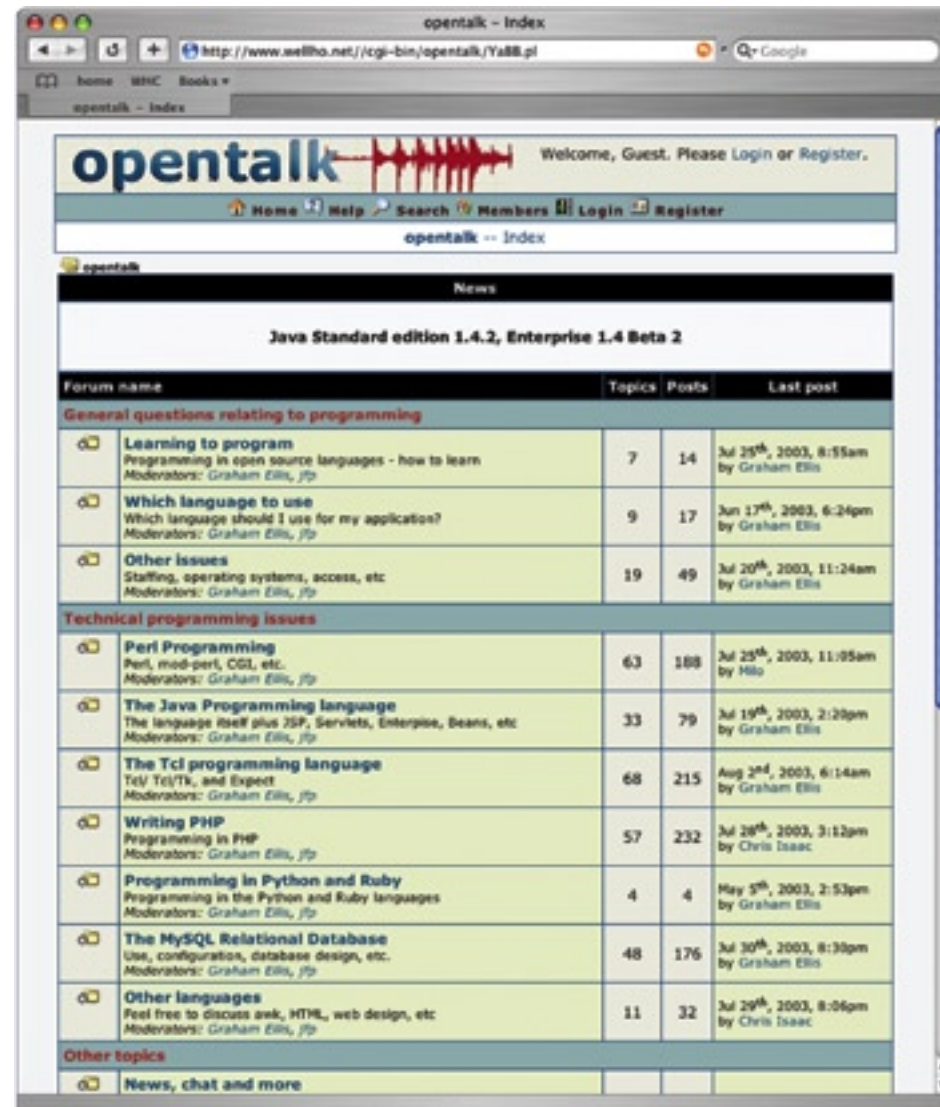 opentalk – Index
http://www.wellho.net//cgi-bin/opentalk/YaBB.pl
Google
home WHC Books
opentalk – Index
opentalk
Welcome, Guest. Please Login or Register.
Home Help Search Members Login Register
opentalk -- Index
opentalk
News
Java Standard edition 1.4.2, Enterprise 1.4 Beta 2
Forum name Topics Posts Last post
General questions relating to programming
Learning to program
Programming in open source languages - how to learn
Moderators: Graham Ellis, jfp
7 14
Jul 25th, 2003, 8:55am
by Graham Ellis
Which language to use
Which language should I use for my application?
Moderators: Graham Ellis, jfp
9 17
Jun 17th, 2003, 6:24pm
by Graham Ellis
Other issues
Staffing, operating systems, access, etc
Moderators: Graham Ellis, jfp
19 49
Jul 20th, 2003, 11:24am
by Graham Ellis
Technical programming issues
Perl Programming
Perl, mod-perl, CGI, etc.
Moderators: Graham Ellis, jfp
63 188
Jul 25th, 2003, 11:05am
by Milo
The Java Programming language
The language itself plus JSP, Servlets, Enterpise, Beans, etc
Moderators: Graham Ellis, jfp
33 79
Jul 19th, 2003, 2:20pm
by Graham Ellis
The Tcl programming language
Tcl/ Tcl/Tk, and Expect
Moderators: Graham Ellis, jfp
68 215
Aug 2nd, 2003, 6:14am
by Graham Ellis
Writing PHP
Programming in PHP
Moderators: Graham Ellis, jfp
57 232
Jul 28th, 2003, 3:12pm
by Chris Isaac
Programming in Python and Ruby
Programming in the Python and Ruby languages
Moderators: Graham Ellis, jfp
4 4
May 5th, 2003, 2:53pm
by Graham Ellis
The MySQL Relational Database
Use, configuration, database design, etc.
Moderators: Graham Ellis, jfp
48 176
Jul 30th, 2003, 8:30pm
by Graham Ellis
Other languages
Feel free to discuss awk, HTML, web design, etc
Moderators: Graham Ellis, jfp
11 32
Jul 29th, 2003, 8:06pm
by Chris Isaac
Other topics
News, chat and more